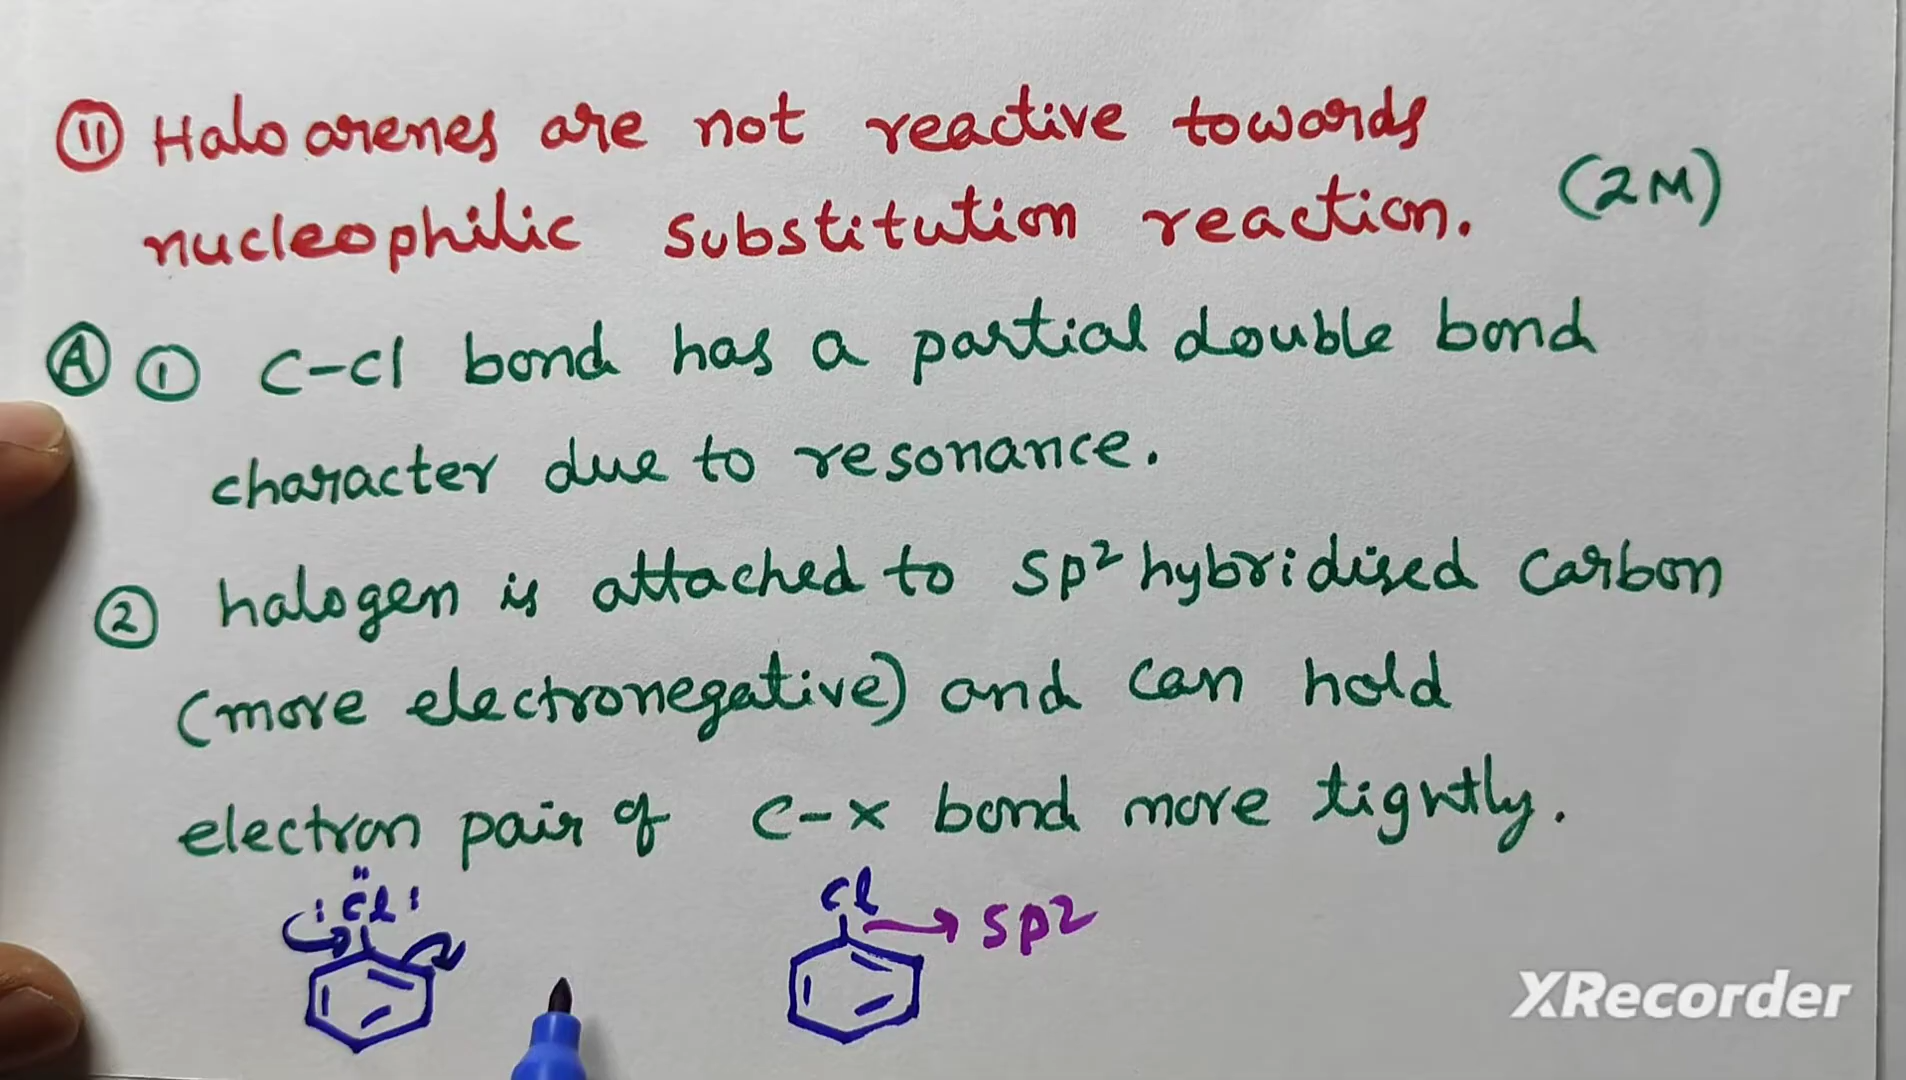 ⑪ Haloarenes are not reactive towards
nucleophilic substitution reaction. (2M)
Ⓐ ① C-Cl bond has a partial double bond
character due to resonance.
② halogen is attached to sp² hybridised carbon
(more electronegative) and can hold
electron pair of C-X bond more tightly.
:Cl:
Cl → sp2
XRecorder